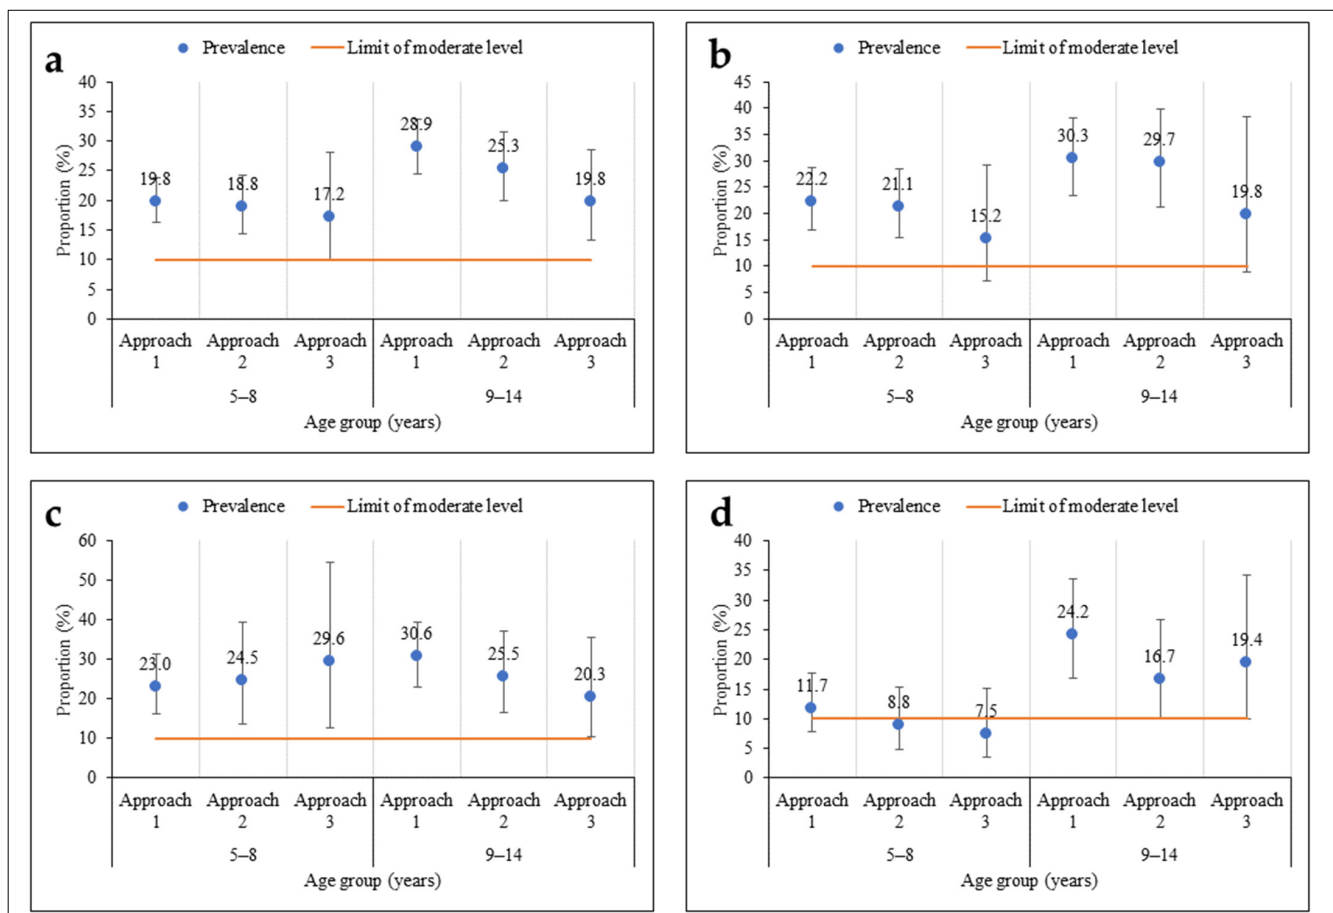 a
Prevalence Limit of moderate level
Proportion (%)
40
35
30
25
20
15
10
5
0
19.8 18.8 17.2 28.9 25.3 19.8
Approach Approach Approach Approach Approach Approach
1 2 3 1 2 3
5–8 9–14
Age group (years)
b
Prevalence Limit of moderate level
Proportion (%)
45
40
35
30
25
20
15
10
5
0
22.2 21.1 15.2 30.3 29.7 19.8
Approach Approach Approach Approach Approach Approach
1 2 3 1 2 3
5–8 9–14
Age group (years)
c
Prevalence Limit of moderate level
Proportion (%)
60
50
40
30
20
10
0
23.0 24.5 29.6 30.6 25.5 20.3
Approach Approach Approach Approach Approach Approach
1 2 3 1 2 3
5–8 9–14
Age group (years)
d
Prevalence Limit of moderate level
Proportion (%)
40
35
30
25
20
15
10
5
0
11.7 8.8 7.5 24.2 16.7 19.4
Approach Approach Approach Approach Approach Approach
1 2 3 1 2 3
5–8 9–14
Age group (years)